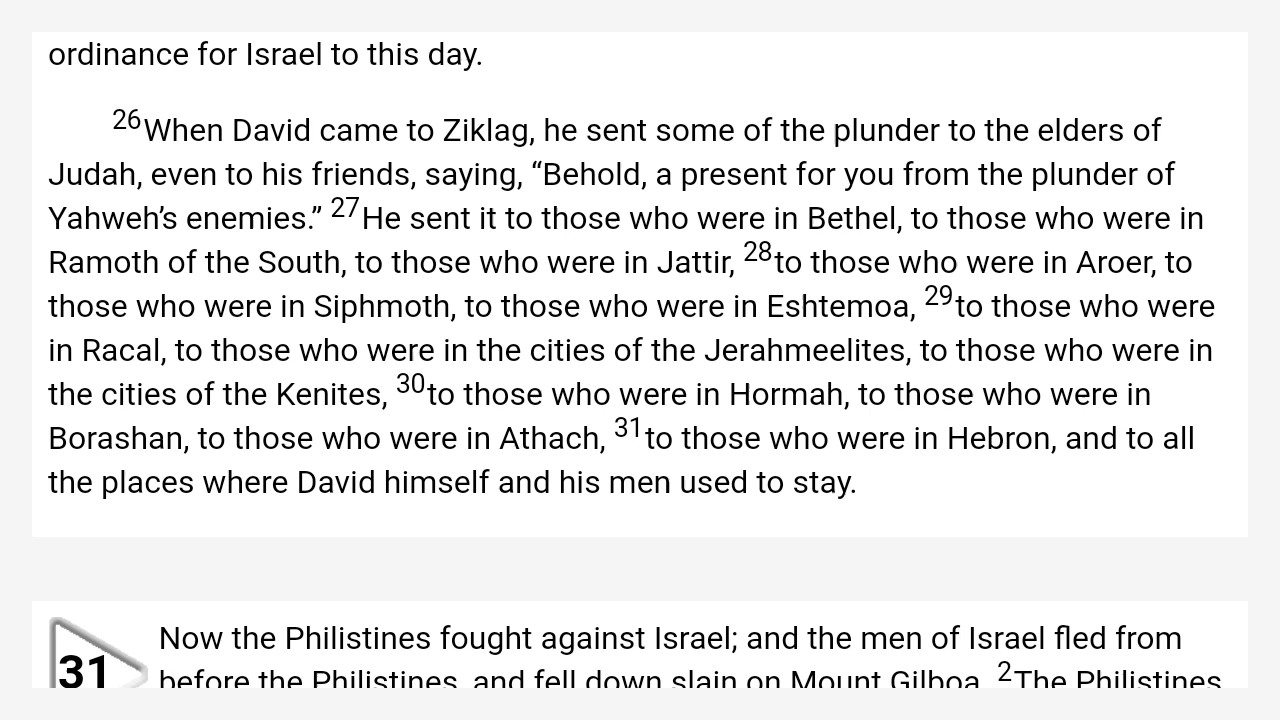 ordinance for Israel to this day.
26When David came to Ziklag, he sent some of the plunder to the elders of
Judah, even to his friends, saying, “Behold, a present for you from the plunder of
Yahweh’s enemies.” 27He sent it to those who were in Bethel, to those who were in
Ramoth of the South, to those who were in Jattir, 28to those who were in Aroer, to
those who were in Siphmoth, to those who were in Eshtemoa, 29to those who were
in Racal, to those who were in the cities of the Jerahmeelites, to those who were in
the cities of the Kenites, 30to those who were in Hormah, to those who were in
Borashan, to those who were in Athach, 31to those who were in Hebron, and to all
the places where David himself and his men used to stay.
31 Now the Philistines fought against Israel; and the men of Israel fled from
before the Philistines, and fell down slain on Mount Gilboa. 2The Philistines